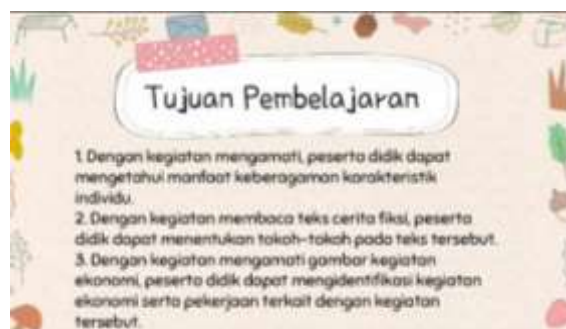 Tujuan Pembelajaran
1. Dengan kegiatan mengamati, peserta didik dapat
mengetahui manfaat keberagaman karakteristik
individu.
2. Dengan kegiatan membaca teks cerita fiksi, peserta
didik dapat menentukan tokoh-tokoh pada teks tersebut.
3. Dengan kegiatan mengamati gambar kegiatan
ekonomi, peserta didik dapat mengidentifikasi kegiatan
ekonomi serta pekerjaan terkait dengan kegiatan
tersebut.